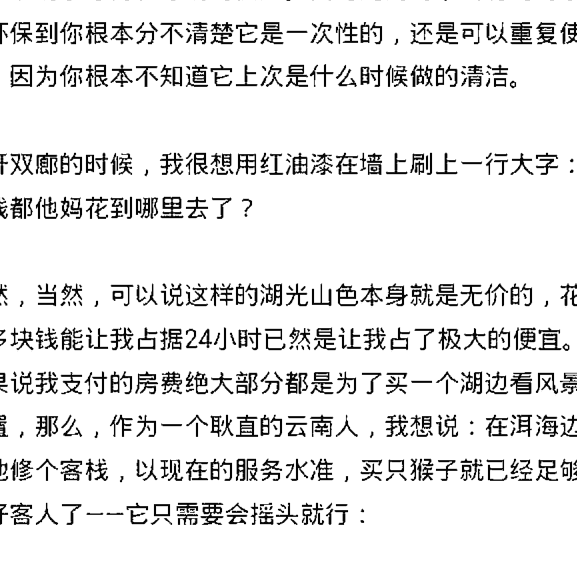 环保到你根本分不清楚它是一次性的，还是可以重复使
因为你根本不知道它上次是什么时候做的清洁。
开双廊的时候，我很想用红油漆在墙上刷上一行大字：
钱都他妈花到哪里去了？
然，当然，可以说这样的湖光山色本身就是无价的，花
多块钱能让我占据24小时已然是让我占了极大的便宜。
果说我支付的房费绝大部分都是为了买一个湖边看风景
置，那么，作为一个耿直的云南人，我想说：在洱海边
他修个客栈，以现在的服务水准，买只猴子就已经足够
好客人了——它只需要会摇头就行：